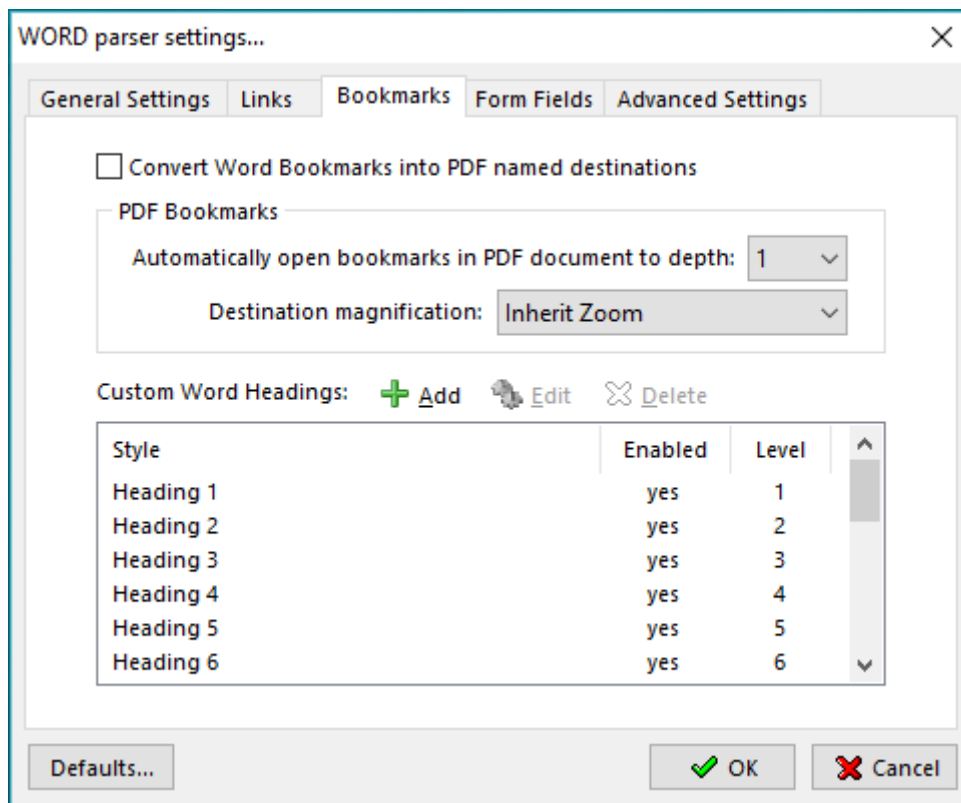 WORD parser settings...
General Settings Links Bookmarks Form Fields Advanced Settings
Convert Word Bookmarks into PDF named destinations
PDF Bookmarks
Automatically open bookmarks in PDF document to depth: 1
Destination magnification: Inherit Zoom
Custom Word Headings: Add Edit Delete
Style Enabled Level
Heading 1 yes 1
Heading 2 yes 2
Heading 3 yes 3
Heading 4 yes 4
Heading 5 yes 5
Heading 6 yes 6
Defaults... OK Cancel